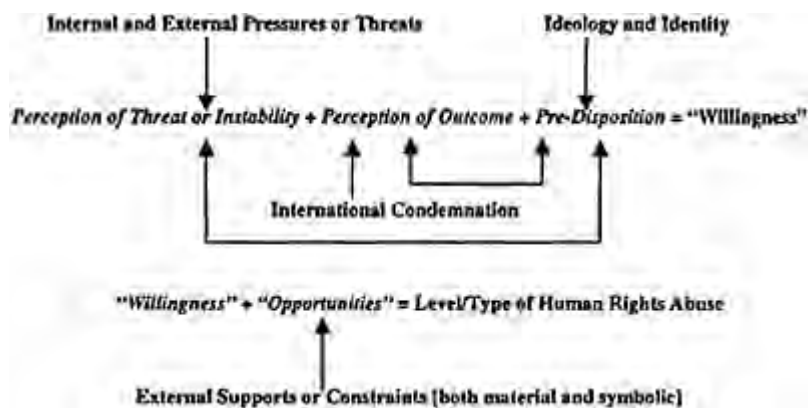 Internal and External Pressures or Threats Ideology and Identity
Perception of Threat or Instability + Perception of Outcome + Pre-Disposition = “Willingness”
International Condemnation
“Willingness” + “Opportunities” = Level/Type of Human Rights Abuse
External Supports or Constraints [both material and symbolic]